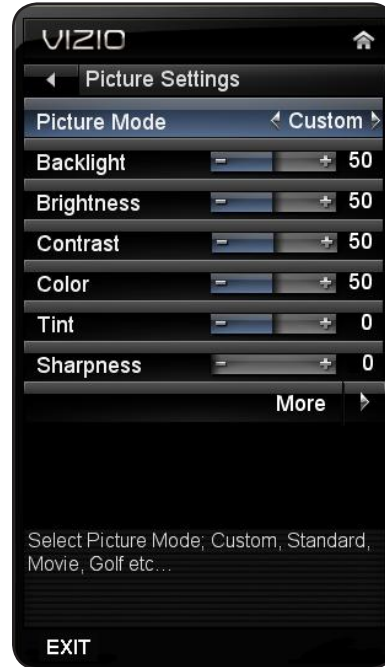 VIZIO
Picture Settings
Picture Mode Custom
Backlight - + 50
Brightness - + 50
Contrast - + 50
Color - + 50
Tint - + 0
Sharpness - + 0
More
Select Picture Mode; Custom, Standard,
Movie, Golf etc...
EXIT